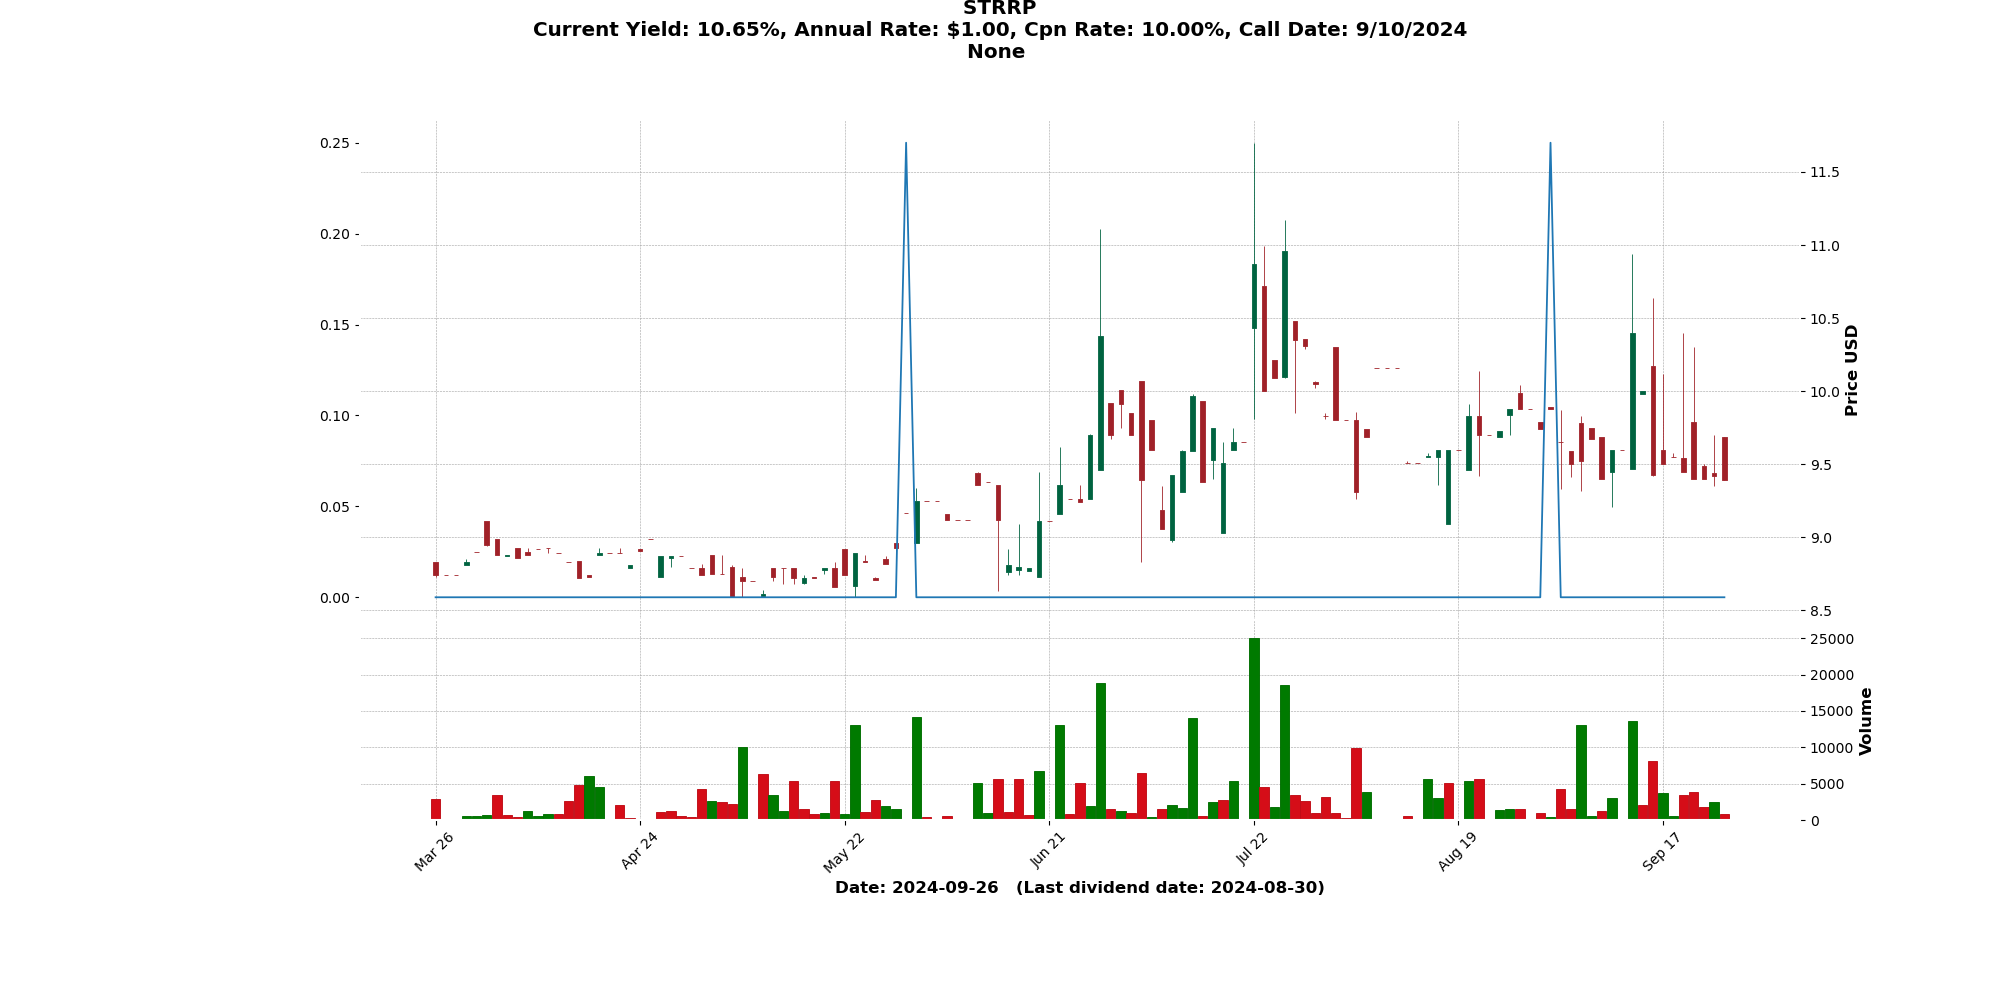 STRRP
Current Yield: 10.65%, Annual Rate: $1.00, Cpn Rate: 10.00%, Call Date: 9/10/2024
None
0.25
0.20
0.15
0.10
0.05
0.00
11.5
11.0
10.5
10.0
9.5
9.0
8.5
Price USD
25000
20000
15000
10000
5000
0
Volume
Mar 26
Apr 24
May 22
Jun 21
Jul 22
Aug 19
Sep 17
Date: 2024-09-26 (Last dividend date: 2024-08-30)